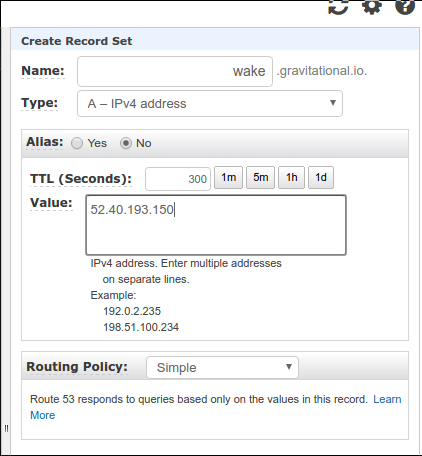 Create Record Set
Name: wake .gravitational.io.
Type: A – IPv4 address
Alias: Yes No
TTL (Seconds): 300 1m 5m 1h 1d
Value: 52.40.193.150
IPv4 address. Enter multiple addresses
on separate lines.
Example:
192.0.2.235
198.51.100.234
Routing Policy: Simple
Route 53 responds to queries based only on the values in this record. Learn
More